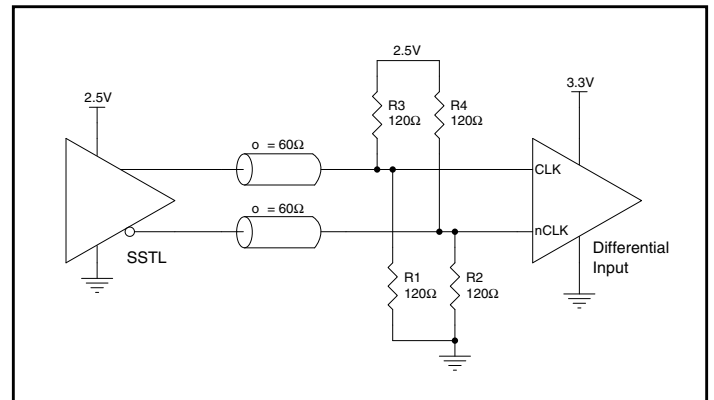 2.5V
3.3V
R3
120Ω
R4
120Ω
2.5V
o = 60Ω
CLK
o = 60Ω
nCLK
SSTL
Differential
Input
R1
120Ω
R2
120Ω